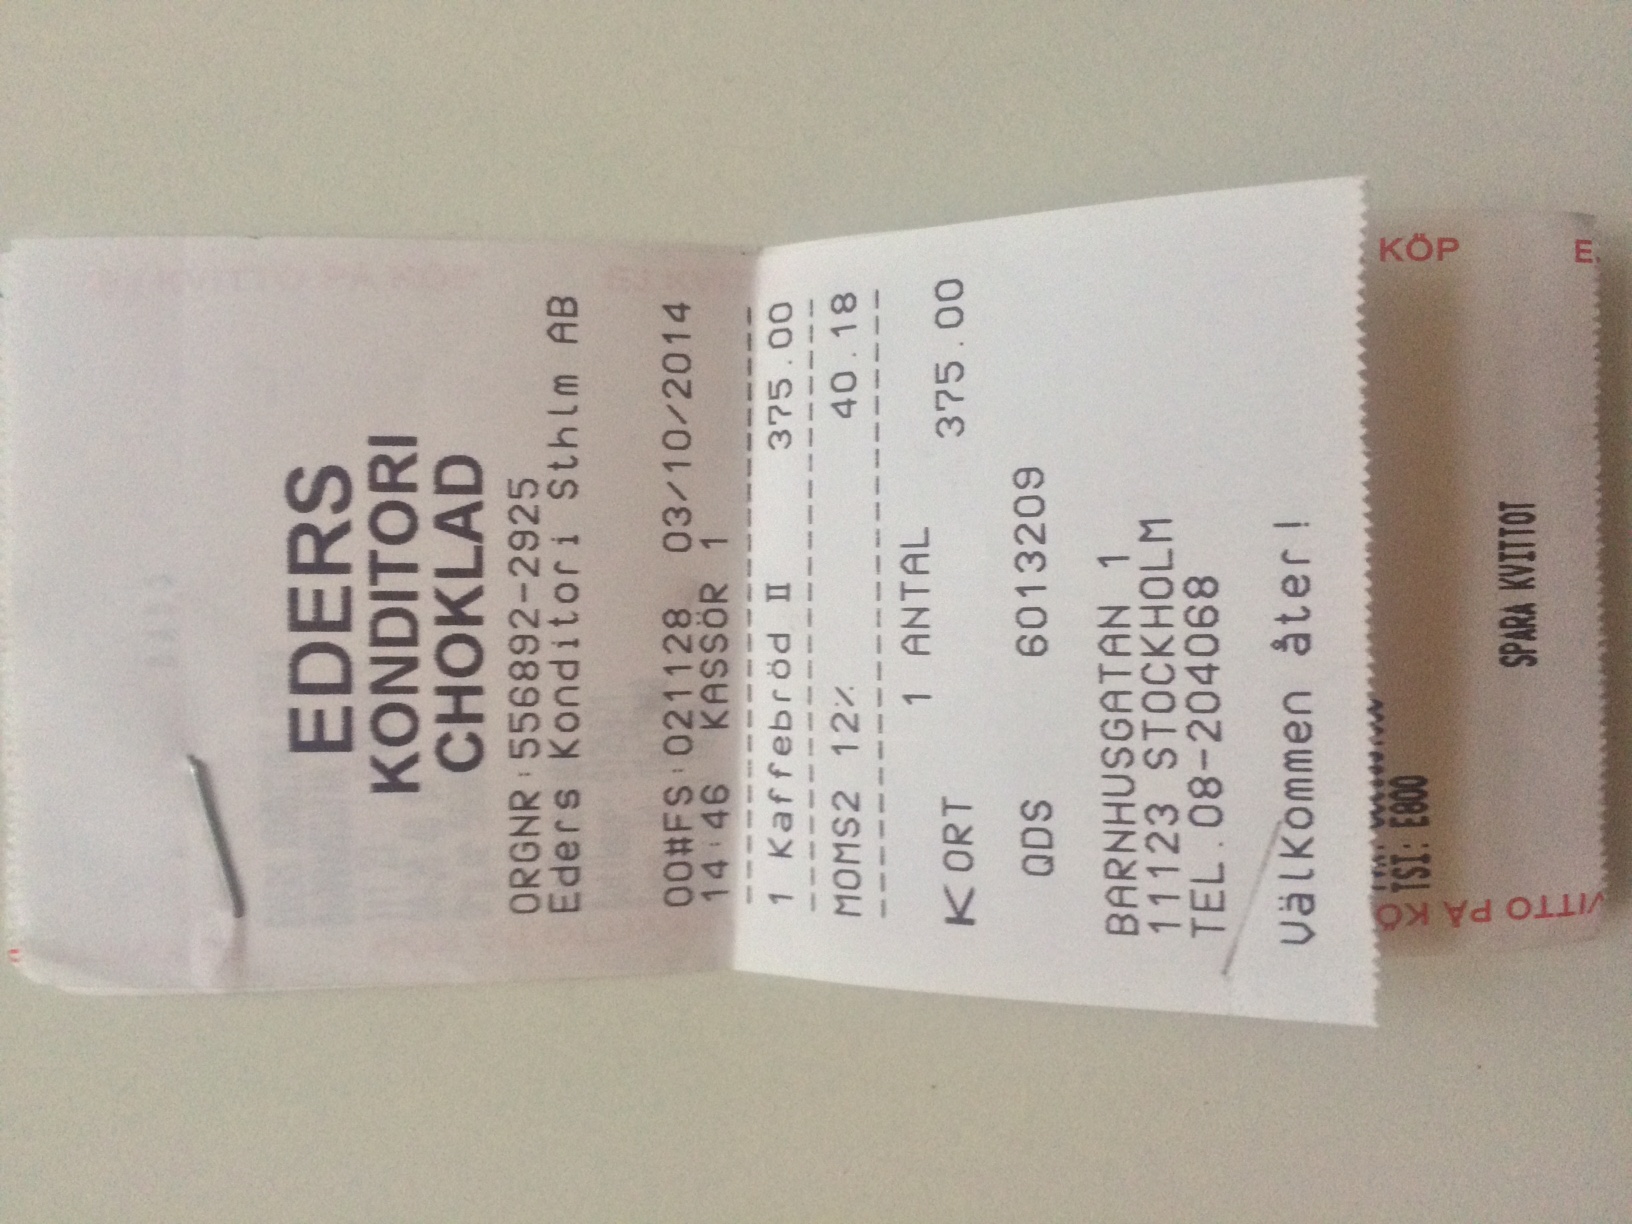 EDERS
KONDITORI
CHOKLAD
ORGNR:556892-2925
Eders Konditori Sthlm AB
00#FS:021128 03/10/2014
14:46 KASSÖR 1
1 Kaffebröd II 375.00
MOMS2 12% 40.18
1 ANTAL
KORT 375.00
QDS 6013209
BARNHUSGATAN 1
11123 STOCKHOLM
TEL.08-204068
Välkommen åter!
TSI: E800
SPARA KVITTOT
VITTO PÅ KÖ
KÖP E